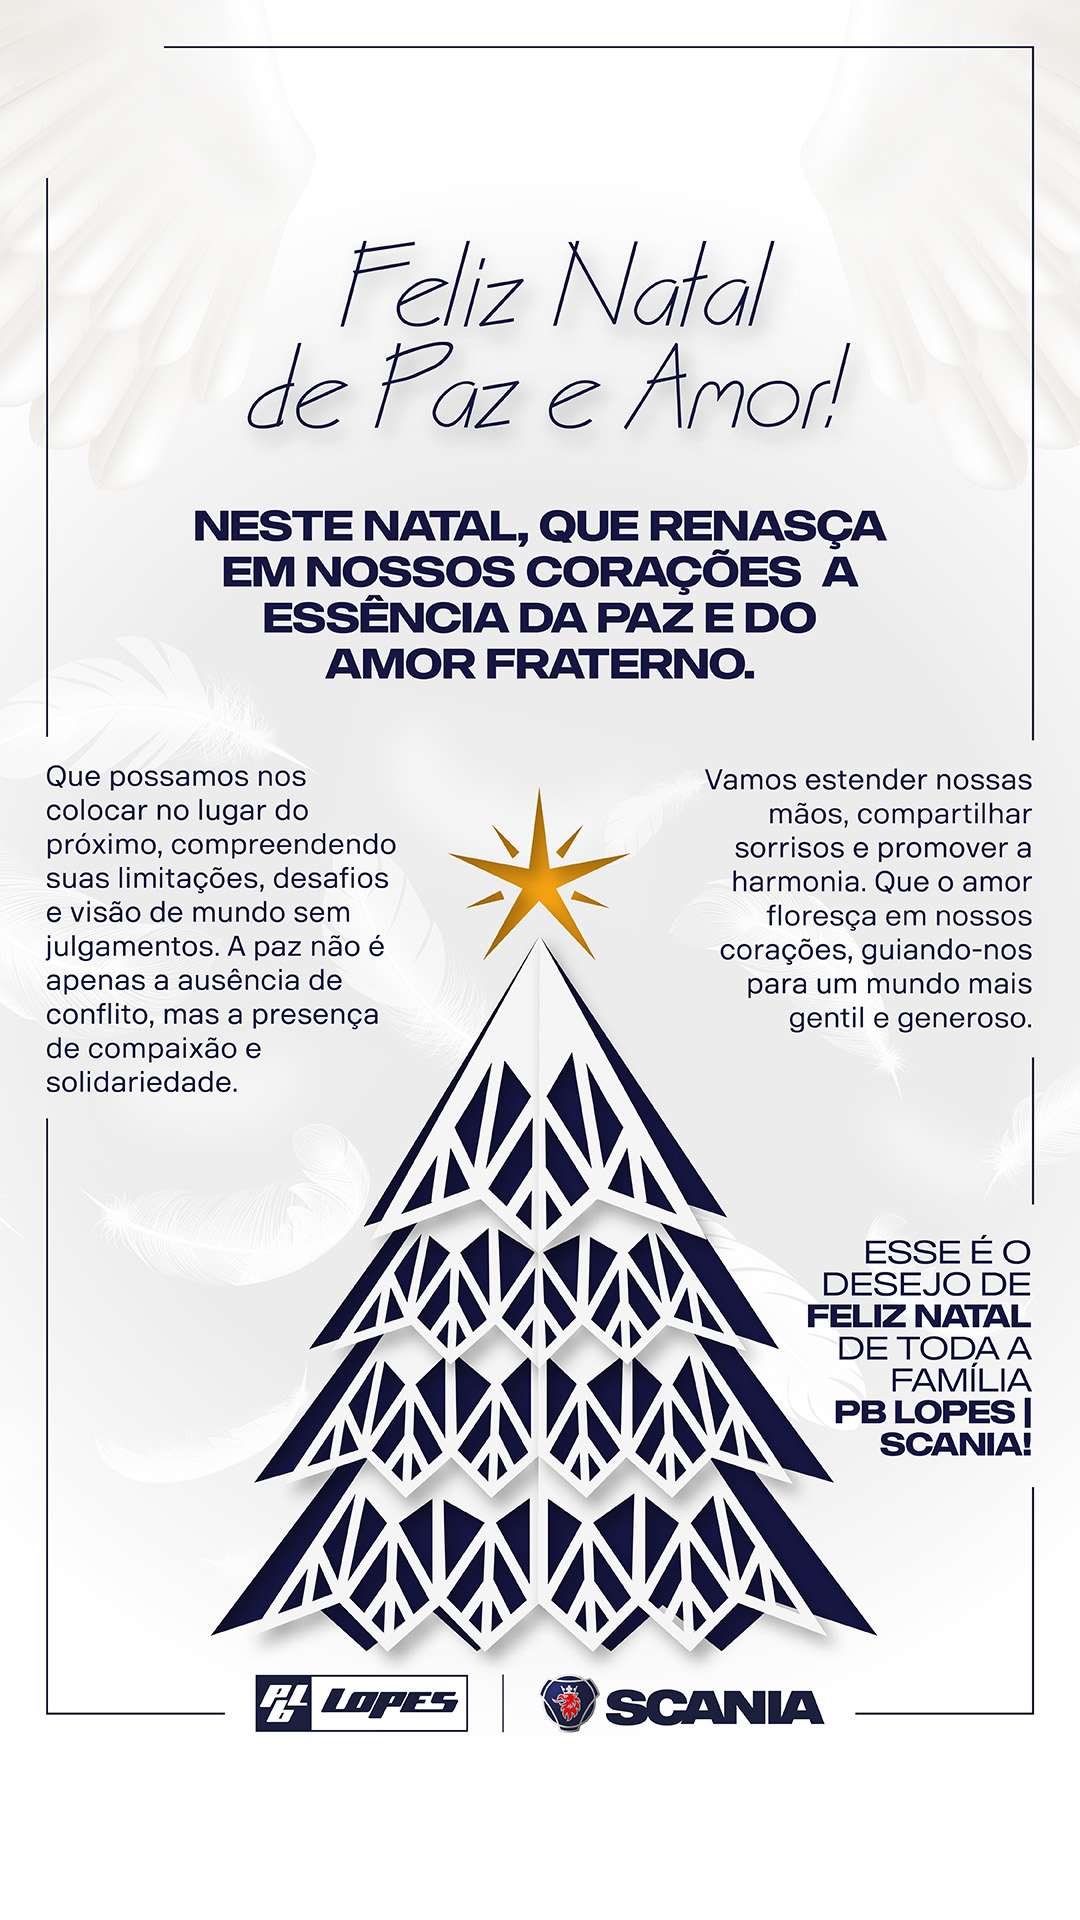 Feliz Natal
de Paz e Amor!
NESTE NATAL, QUE RENASÇA
EM NOSSOS CORAÇÕES A
ESSÊNCIA DA PAZ E DO
AMOR FRATERNO.
Que possamos nos
colocar no lugar do
próximo, compreendendo
suas limitações, desafios
e visão de mundo sem
julgamentos. A paz não é
apenas a ausência de
conflito, mas a presença
de compaixão e
solidariedade.
Vamos estender nossas
mãos, compartilhar
sorrisos e promover a
harmonia. Que o amor
floresça em nossos
corações, guiando-nos
para um mundo mais
gentil e generoso.
ESSE É O
DESEJO DE
FELIZ NATAL
DE TODA A
FAMÍLIA
PB LOPES |
SCANIA!
PLb LOPES
SCANIA